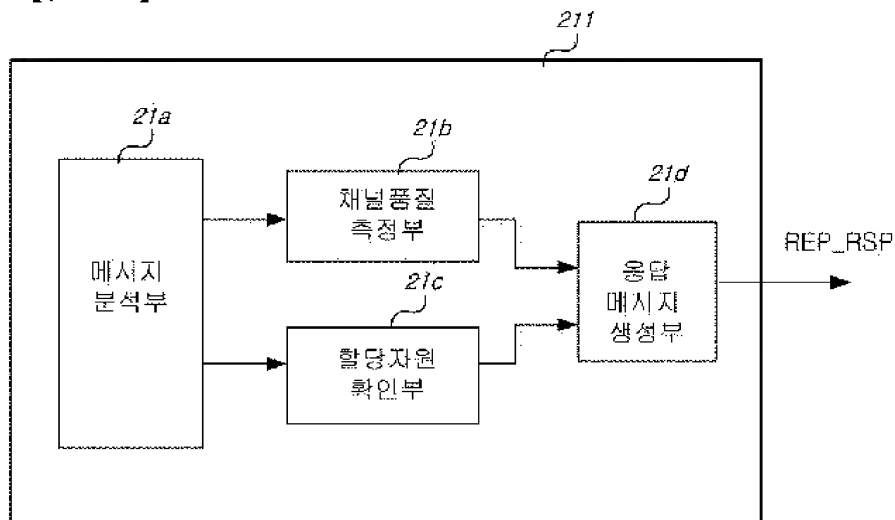 211
21a
메시지
분석부
21b
채널품질
측정부
21c
할당자원
확인부
21d
응답
메시지
생성부
REP_RSP